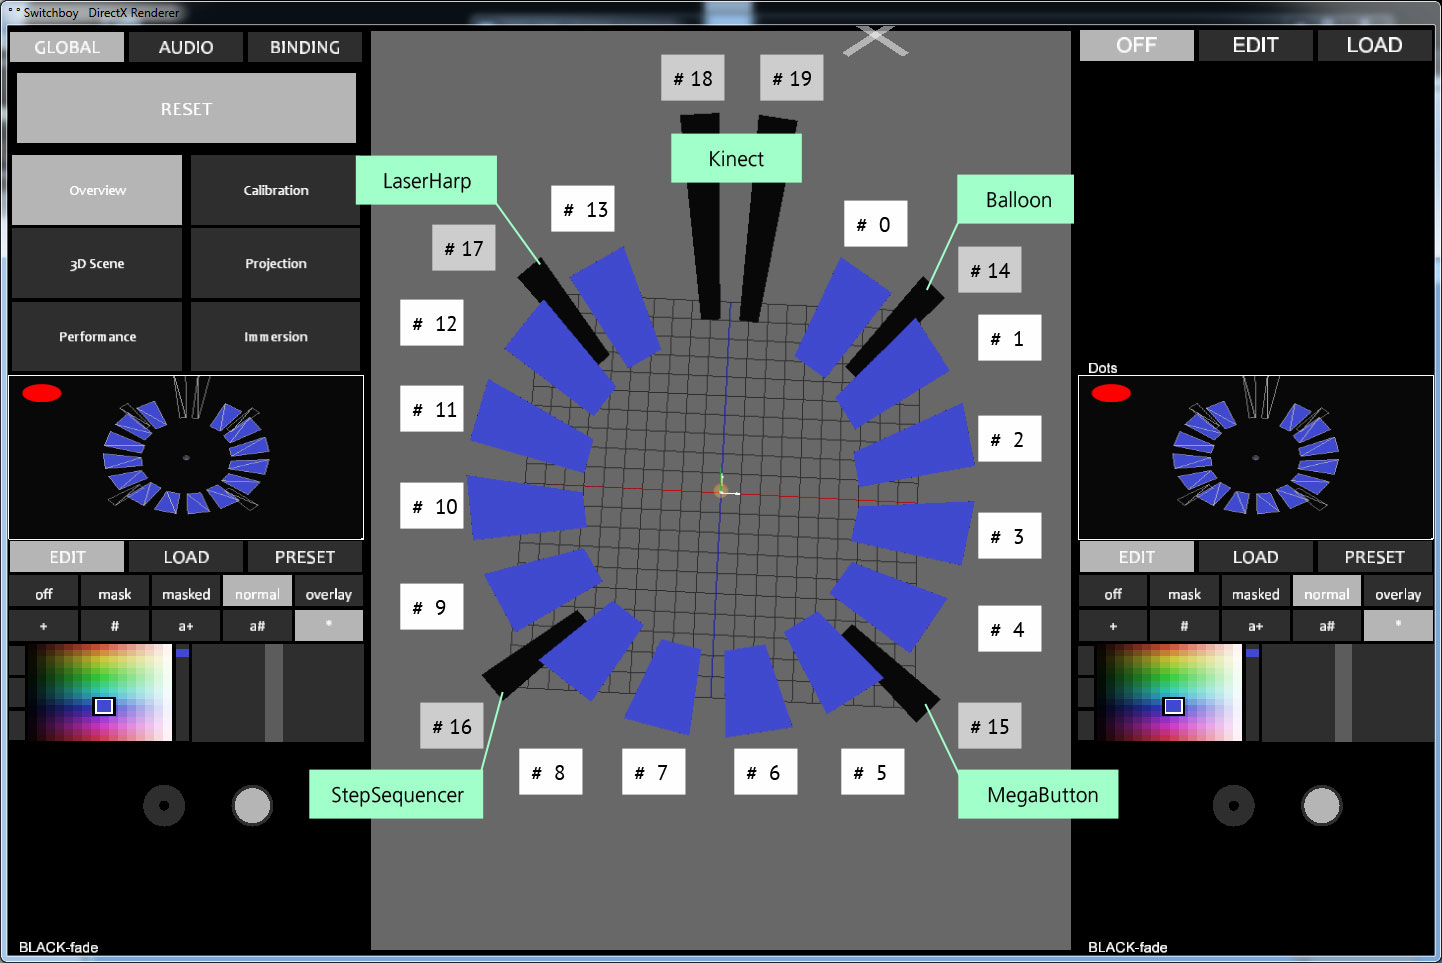 Switchboy DirectX Renderer
GLOBAL AUDIO BINDING
RESET
Overview Calibration
3D Scene Projection
Performance Immersion
EDIT LOAD PRESET
off mask masked normal overlay
+ # a+ a# *
BLACK-fade
# 18 # 19
Kinect
LaserHarp
# 13 # 0
Balloon
# 17 # 14
# 12 # 1
# 11 # 2
# 10 # 3
# 9 # 4
# 16 # 15
# 8 # 7 # 6 # 5
StepSequencer MegaButton
OFF EDIT LOAD
Dots
EDIT LOAD PRESET
off mask masked normal overlay
+ # a+ a# *
BLACK-fade